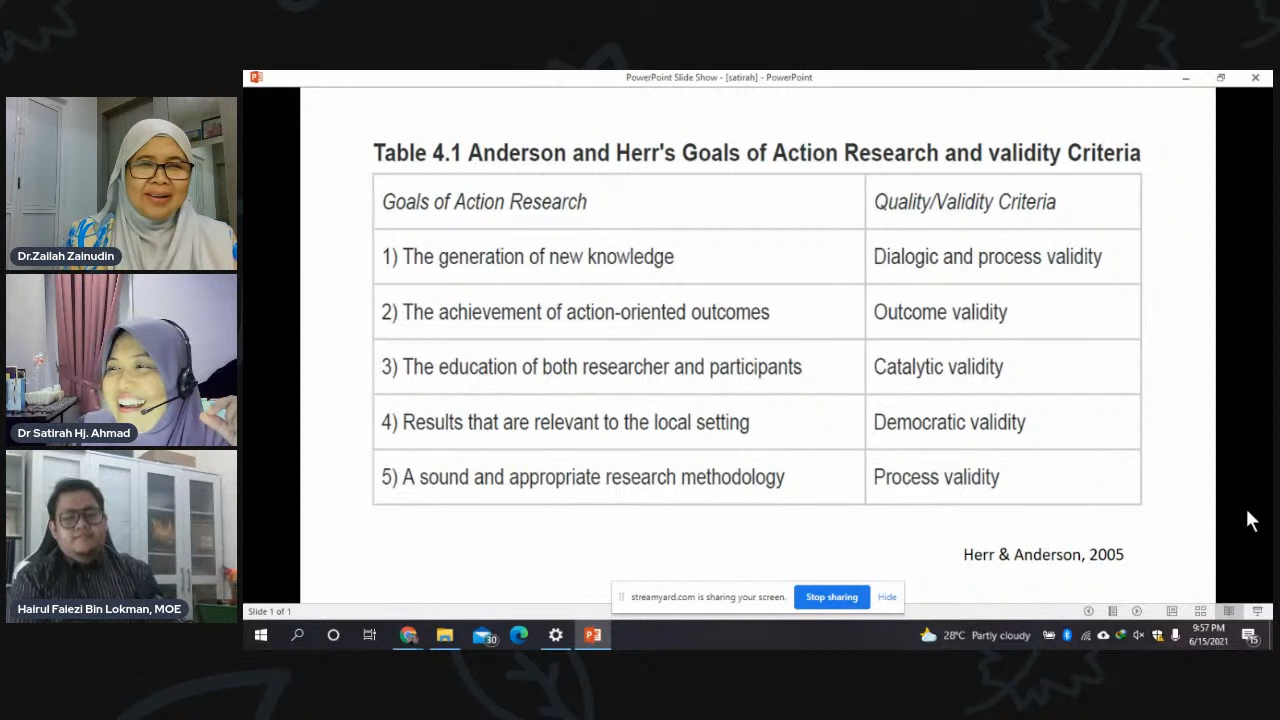 PowerPoint Slide Show - [satirah] - PowerPoint
Table 4.1 Anderson and Herr's Goals of Action Research and validity Criteria
Goals of Action Research
Quality/Validity Criteria
1) The generation of new knowledge
Dialogic and process validity
2) The achievement of action-oriented outcomes
Outcome validity
3) The education of both researcher and participants
Catalytic validity
4) Results that are relevant to the local setting
Democratic validity
5) A sound and appropriate research methodology
Process validity
Herr & Anderson, 2005
Dr.Zailah Zainudin
Dr Satirah Hj. Ahmad
Hairul Faiezi Bin Lokman, MOE
streamyard.com is sharing your screen.
Stop sharing
Hide
Slide 1 of 1
30
28°C Partly cloudy
9:57 PM
6/15/2021
15